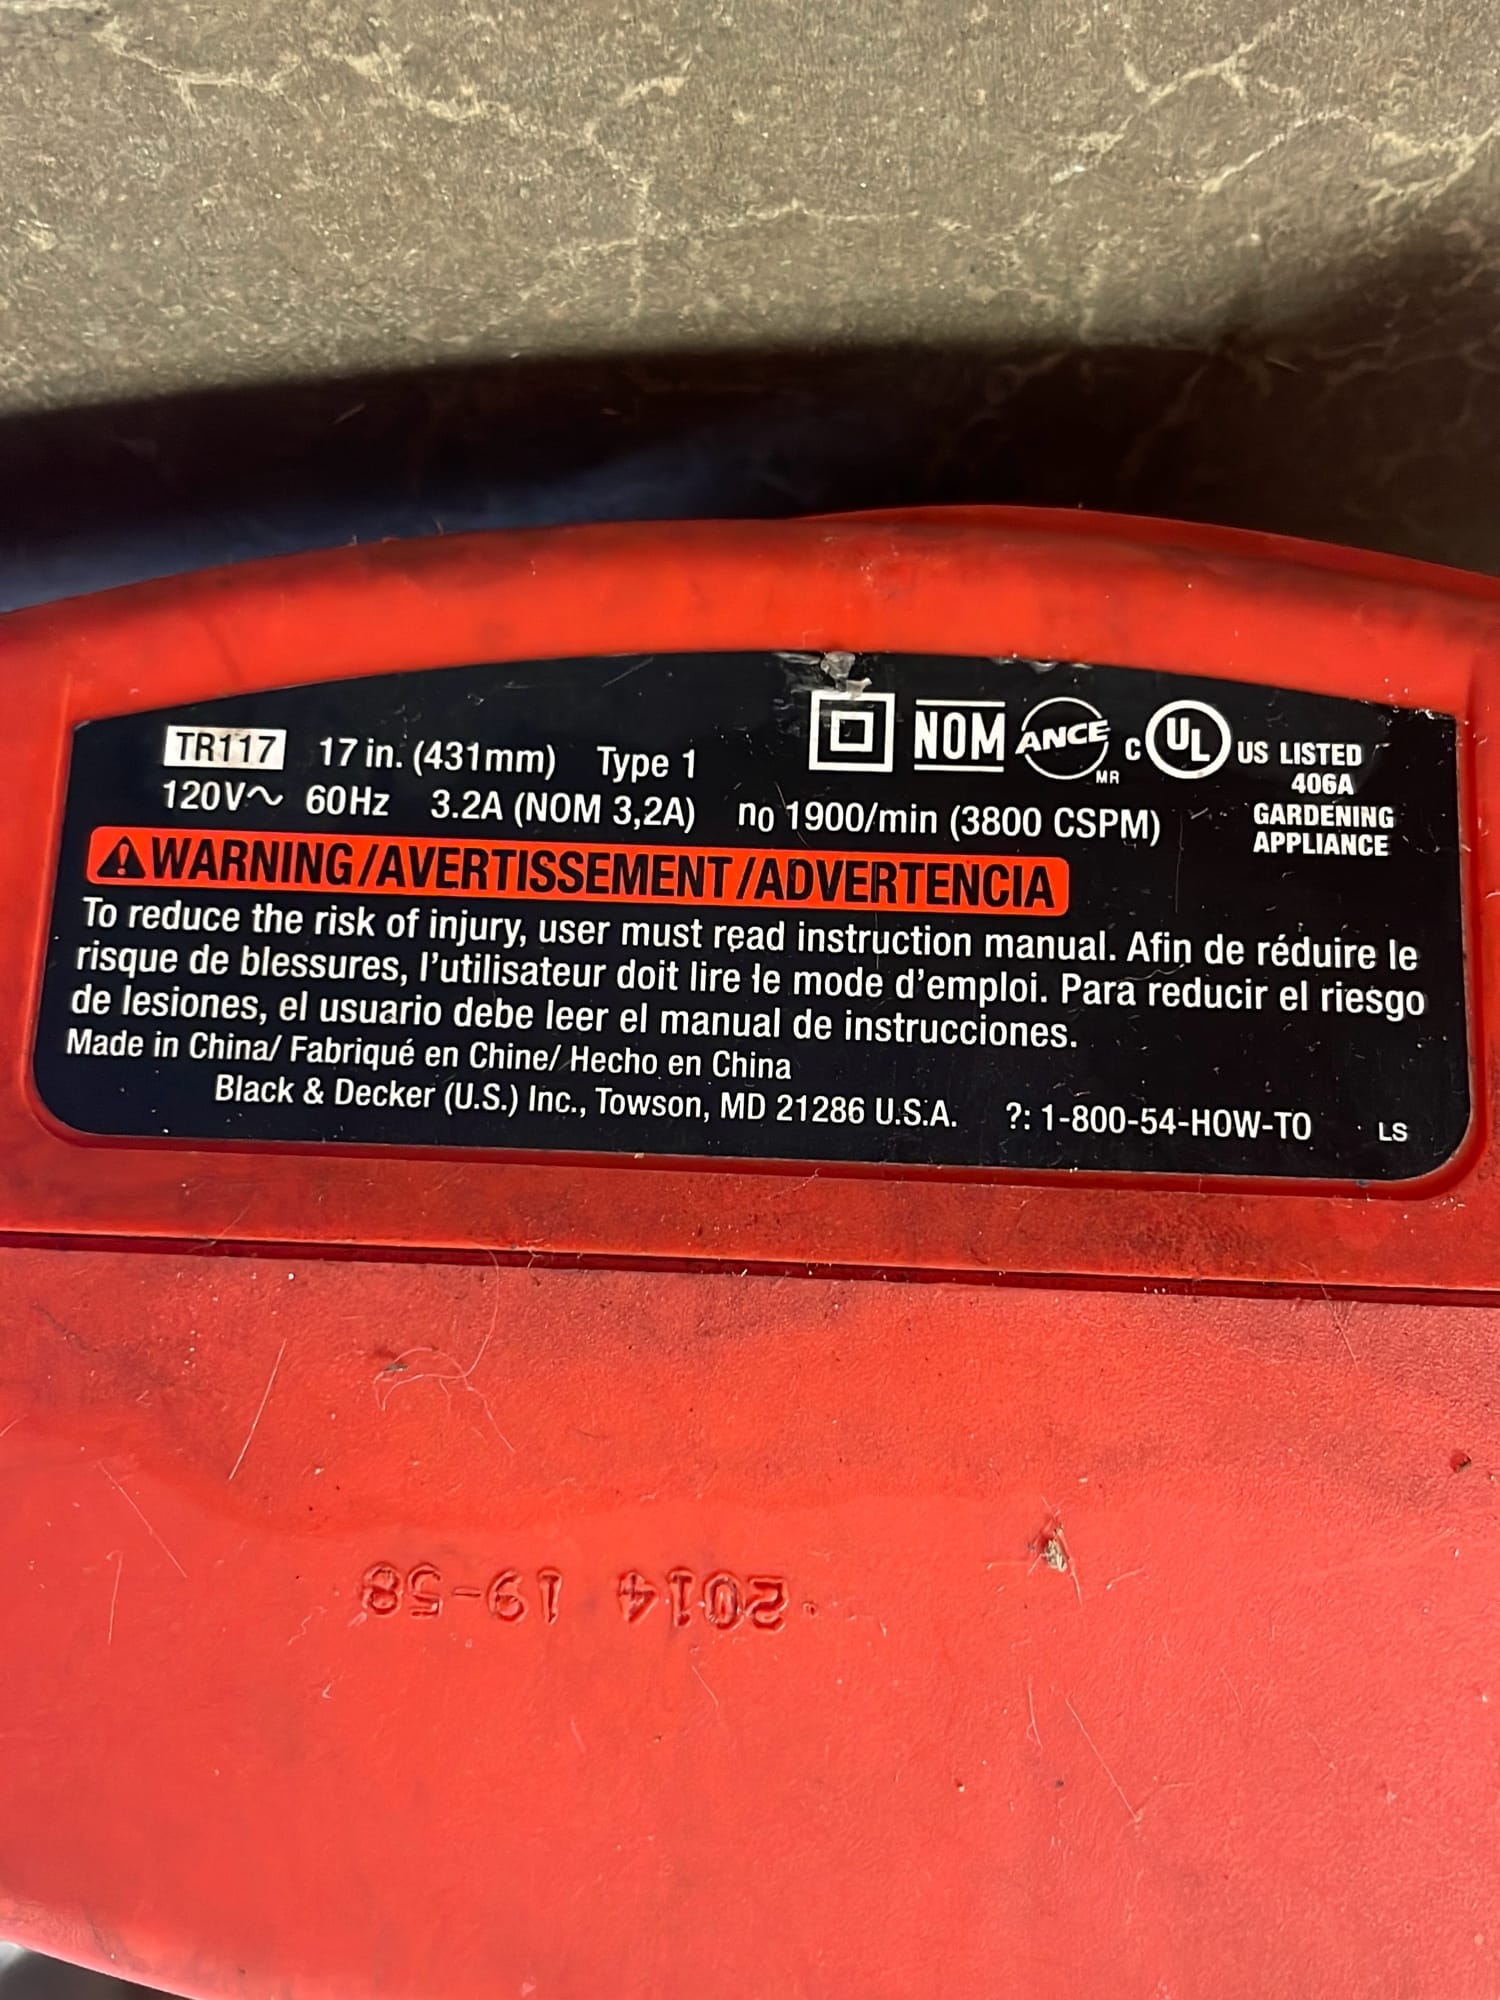 TR117 17 in. (431mm) Type 1
NOM ANCE MR C UL US LISTED
406A
GARDENING
APPLIANCE
120V~ 60Hz 3.2A (NOM 3,2A) n0 1900/min (3800 CSPM)
WARNING/AVERTISSEMENT/ADVERTENCIA
To reduce the risk of injury, user must read instruction manual. Afin de réduire le
risque de blessures, l'utilisateur doit lire le mode d'emploi. Para reducir el riesgo
de lesiones, el usuario debe leer el manual de instrucciones.
Made in China/ Fabriqué en Chine/ Hecho en China
Black & Decker (U.S.) Inc., Towson, MD 21286 U.S.A. ?: 1-800-54-HOW-TO LS
2014 19-58